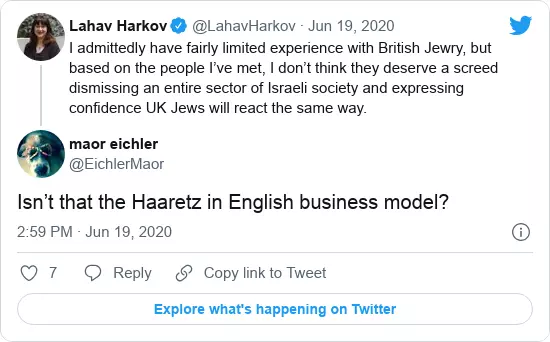 Lahav Harkov @LahavHarkov · Jun 19, 2020
I admittedly have fairly limited experience with British Jewry, but
based on the people I've met, I don't think they deserve a screed
dismissing an entire sector of Israeli society and expressing
confidence UK Jews will react the same way.
maor eichler
@EichlerMaor
Isn't that the Haaretz in English business model?
2:59 PM · Jun 19, 2020
7 Reply Copy link to Tweet
Explore what's happening on Twitter